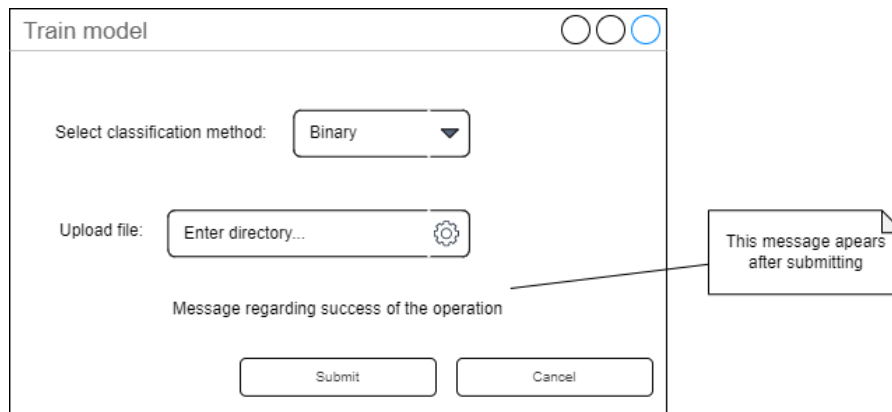 Train model
Select classification method:
Binary
Upload file:
Enter directory...
This message apears
after submitting
Message regarding success of the operation
Submit
Cancel